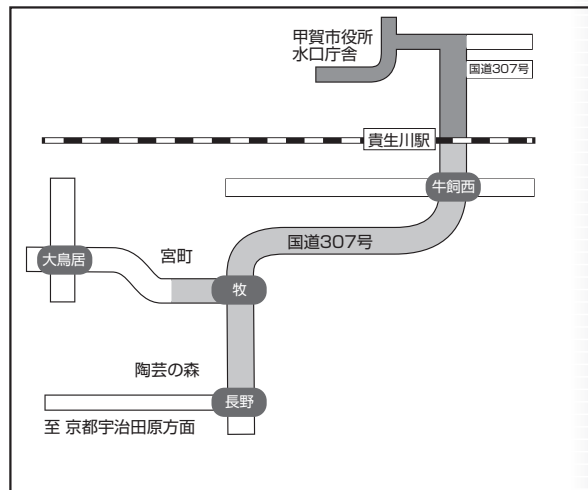 甲賀市役所
水口庁舎
国道307号
貴生川駅
牛飼西
国道307号
宮町
大鳥居
牧
陶芸の森
長野
至 京都宇治田原方面